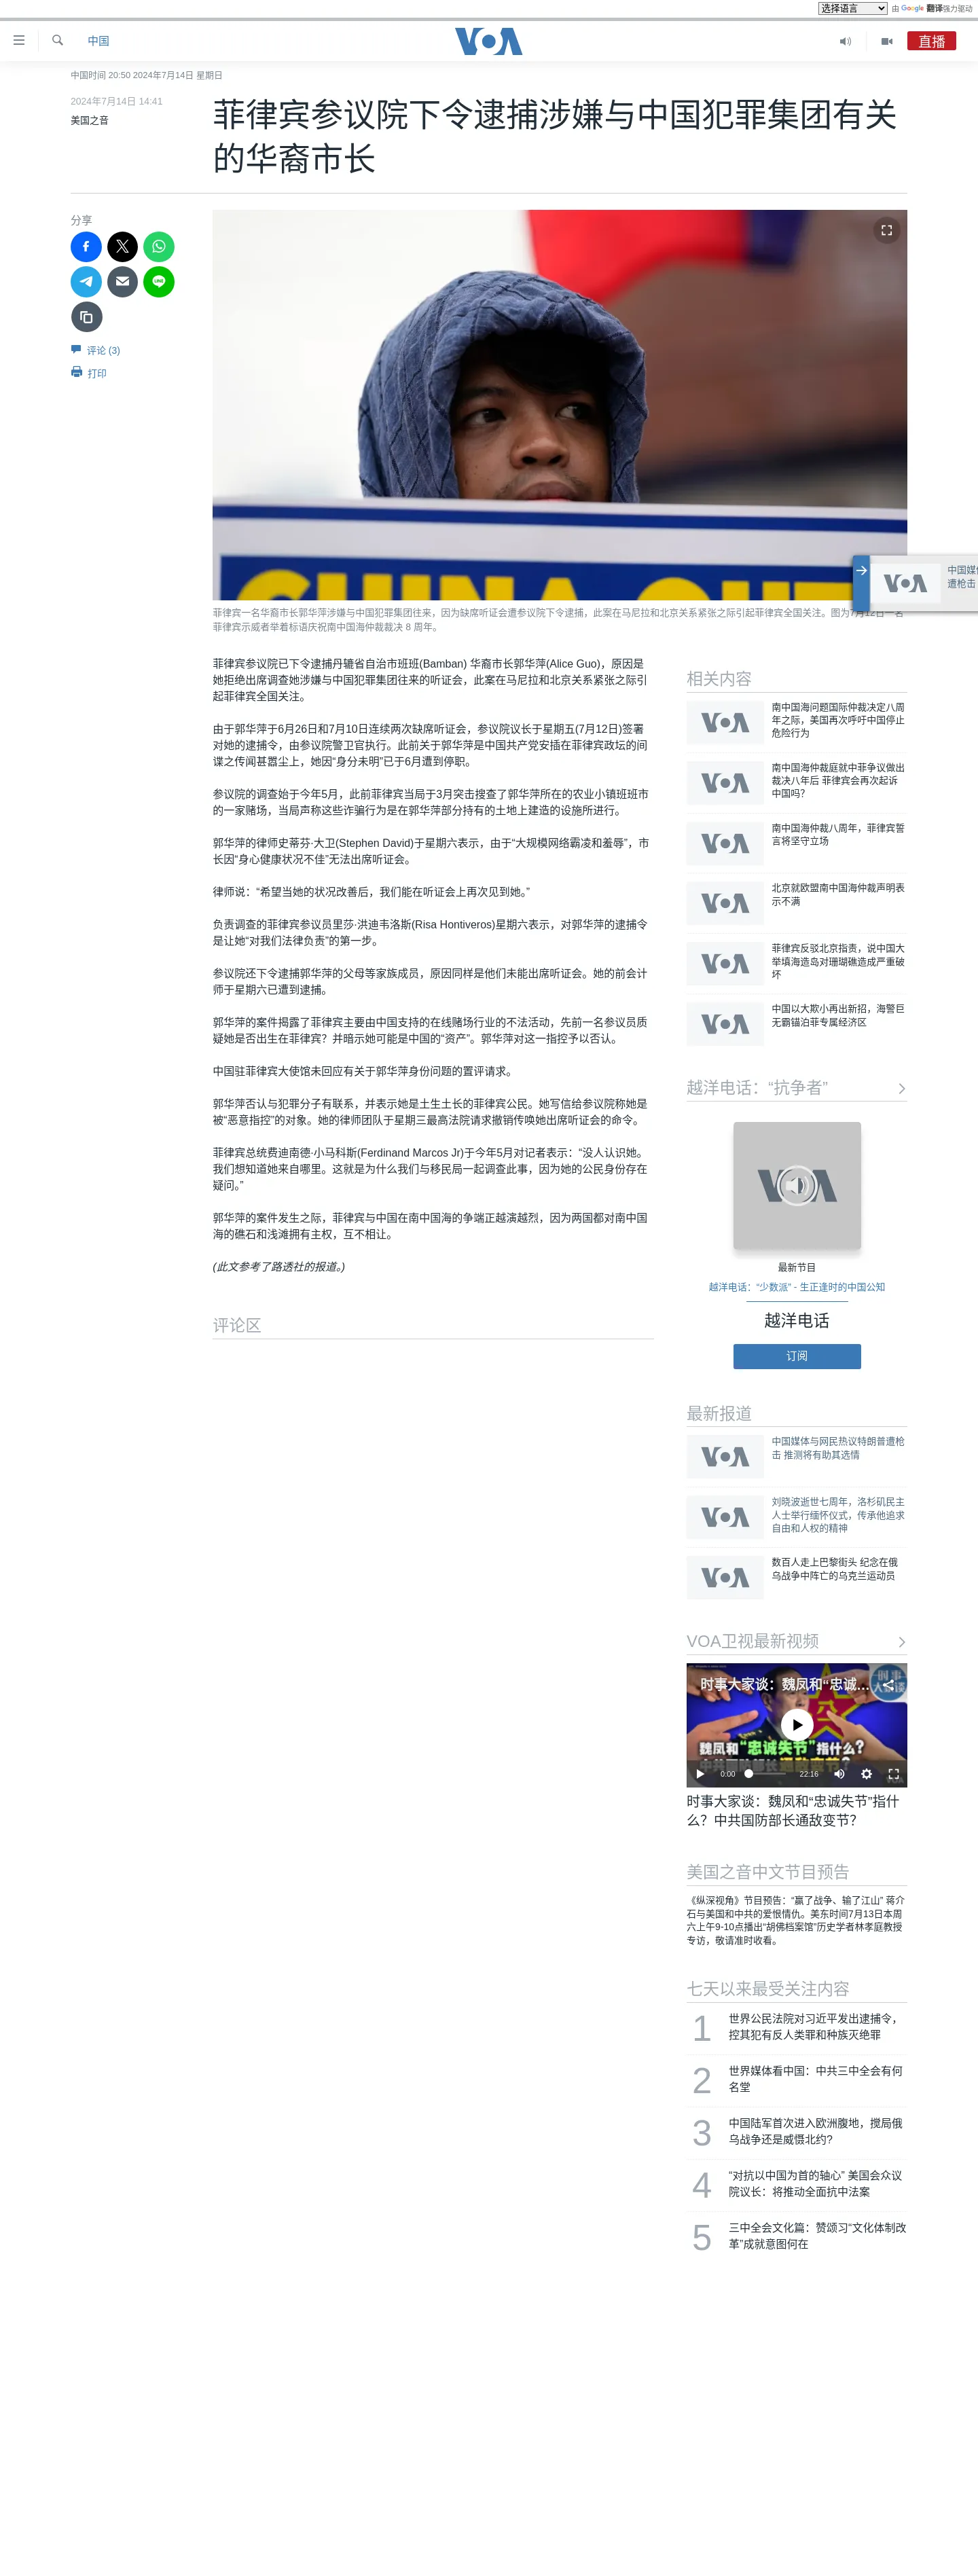 选择语言
由 Google 翻译强力驱动
中国
VOA
直播
中国时间 20:50 2024年7月14日 星期日
2024年7月14日 14:41
美国之音
菲律宾参议院下令逮捕涉嫌与中国犯罪集团有关
的华裔市长
分享
评论 (3)
打印
CHINA OUT
中国媒体
遭枪击
VOA
菲律宾一名华裔市长郭华萍涉嫌与中国犯罪集团往来，因为缺席听证会遭参议院下令逮捕，此案在马尼拉和北京关系紧张之际引起菲律宾全国关注。图为7月12日一名
菲律宾示威者举着标语庆祝南中国海仲裁裁决 8 周年。
菲律宾参议院已下令逮捕丹辘省自治市班班(Bamban) 华裔市长郭华萍(Alice Guo)，原因是
她拒绝出席调查她涉嫌与中国犯罪集团往来的听证会，此案在马尼拉和北京关系紧张之际引
起菲律宾全国关注。
由于郭华萍于6月26日和7月10日连续两次缺席听证会，参议院议长于星期五(7月12日)签署
对她的逮捕令，由参议院警卫官执行。此前关于郭华萍是中国共产党安插在菲律宾政坛的间
谍之传闻甚嚣尘上，她因“身分未明”已于6月遭到停职。
参议院的调查始于今年5月，此前菲律宾当局于3月突击搜查了郭华萍所在的农业小镇班班市
的一家赌场，当局声称这些诈骗行为是在郭华萍部分持有的土地上建造的设施所进行。
郭华萍的律师史蒂芬·大卫(Stephen David)于星期六表示，由于“大规模网络霸凌和羞辱”，市
长因“身心健康状况不佳”无法出席听证会。
律师说：“希望当她的状况改善后，我们能在听证会上再次见到她。”
负责调查的菲律宾参议员里莎·洪迪韦洛斯(Risa Hontiveros)星期六表示，对郭华萍的逮捕令
是让她“对我们法律负责”的第一步。
参议院还下令逮捕郭华萍的父母等家族成员，原因同样是他们未能出席听证会。她的前会计
师于星期六已遭到逮捕。
郭华萍的案件揭露了菲律宾主要由中国支持的在线赌场行业的不法活动，先前一名参议员质
疑她是否出生在菲律宾？并暗示她可能是中国的“资产”。郭华萍对这一指控予以否认。
中国驻菲律宾大使馆未回应有关于郭华萍身份问题的置评请求。
郭华萍否认与犯罪分子有联系，并表示她是土生土长的菲律宾公民。她写信给参议院称她是
被“恶意指控”的对象。她的律师团队于星期三最高法院请求撤销传唤她出席听证会的命令。
菲律宾总统费迪南德·小马科斯(Ferdinand Marcos Jr)于今年5月对记者表示：“没人认识她。
我们想知道她来自哪里。这就是为什么我们与移民局一起调查此事，因为她的公民身份存在
疑问。”
郭华萍的案件发生之际，菲律宾与中国在南中国海的争端正越演越烈，因为两国都对南中国
海的礁石和浅滩拥有主权，互不相让。
(此文参考了路透社的报道。)
评论区
相关内容
VOA
南中国海问题国际仲裁决定八周
年之际，美国再次呼吁中国停止
危险行为
VOA
南中国海仲裁庭就中菲争议做出
裁决八年后 菲律宾会再次起诉
中国吗？
VOA
南中国海仲裁八周年，菲律宾誓
言将坚守立场
VOA
北京就欧盟南中国海仲裁声明表
示不满
VOA
菲律宾反驳北京指责，说中国大
举填海造岛对珊瑚礁造成严重破
坏
VOA
中国以大欺小再出新招，海警巨
无霸锚泊菲专属经济区
越洋电话：“抗争者”
VOA
最新节目
越洋电话：“少数派” - 生正逢时的中国公知
越洋电话
订阅
最新报道
VOA
中国媒体与网民热议特朗普遭枪
击 推测将有助其选情
VOA
刘晓波逝世七周年，洛杉矶民主
人士举行缅怀仪式，传承他追求
自由和人权的精神
VOA
数百人走上巴黎街头 纪念在俄
乌战争中阵亡的乌克兰运动员
VOA卫视最新视频
时事大家谈：魏凤和“忠诚...
时事
大家谈
魏凤和“忠诚失节”指什么？
中共国防部长通敌变节？
0:00
22:16
时事大家谈：魏凤和“忠诚失节”指什
么？中共国防部长通敌变节？
美国之音中文节目预告
《纵深视角》节目预告：“赢了战争、输了江山” 蒋介
石与美国和中共的爱恨情仇。美东时间7月13日本周
六上午9-10点播出“胡佛档案馆”历史学者林孝庭教授
专访，敬请准时收看。
七天以来最受关注内容
1
世界公民法院对习近平发出逮捕令，
控其犯有反人类罪和种族灭绝罪
2
世界媒体看中国：中共三中全会有何
名堂
3
中国陆军首次进入欧洲腹地，搅局俄
乌战争还是威慑北约?
4
“对抗以中国为首的轴心” 美国会众议
院议长：将推动全面抗中法案
5
三中全会文化篇：赞颂习“文化体制改
革”成就意图何在